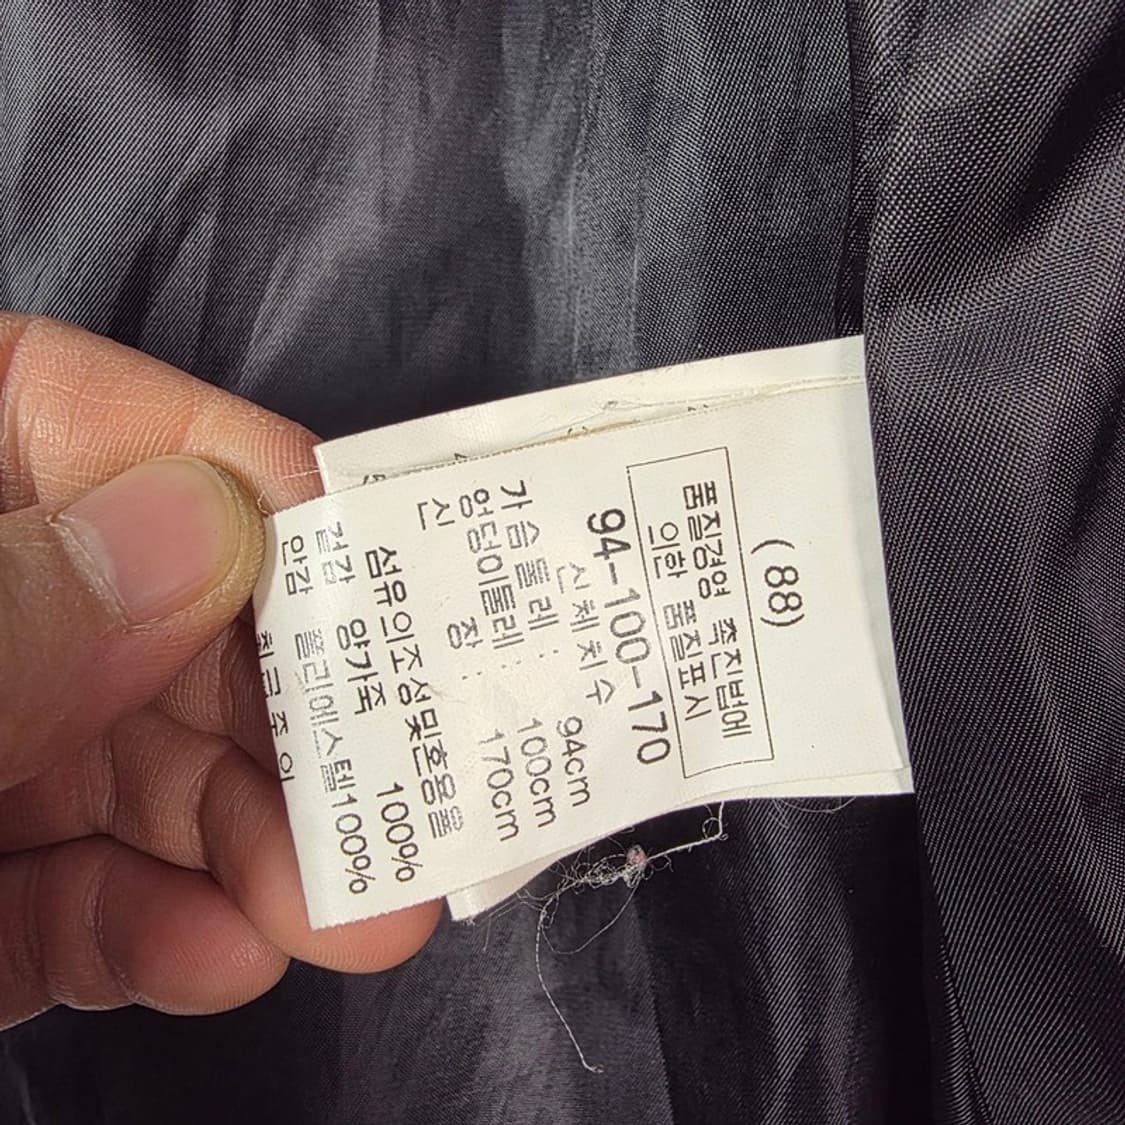 (88)
품질경영 촉진법에
의한 품질표시
94-100-170
신체치수
가슴둘레 : 94cm
엉덩이둘레 : 100cm
신 장 : 170cm
섬유의조성및혼용율
겉감 양가죽 100%
안감 폴리에스텔100%
취급주의